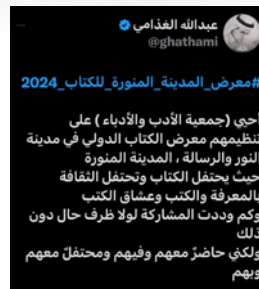 عبدالله الغذامي
@ghathami
#معرض_المدينة_المنورة_للكتاب_2024
أحيي (جمعية الأدب والأدباء ) على
تنظيمهم معرض الكتاب الدولي في مدينة
النور والرسالة ، المدينة المنورة
حيث يحتفل الكتاب وتحتفل الثقافة
بالمعرفة والكتب وعشاق الكتب
وكم وددت المشاركة لولا ظرف حال دون
ذلك
ولكني حاضرٌ معهم وفيهم ومحتفلٌ معهم
وبهم